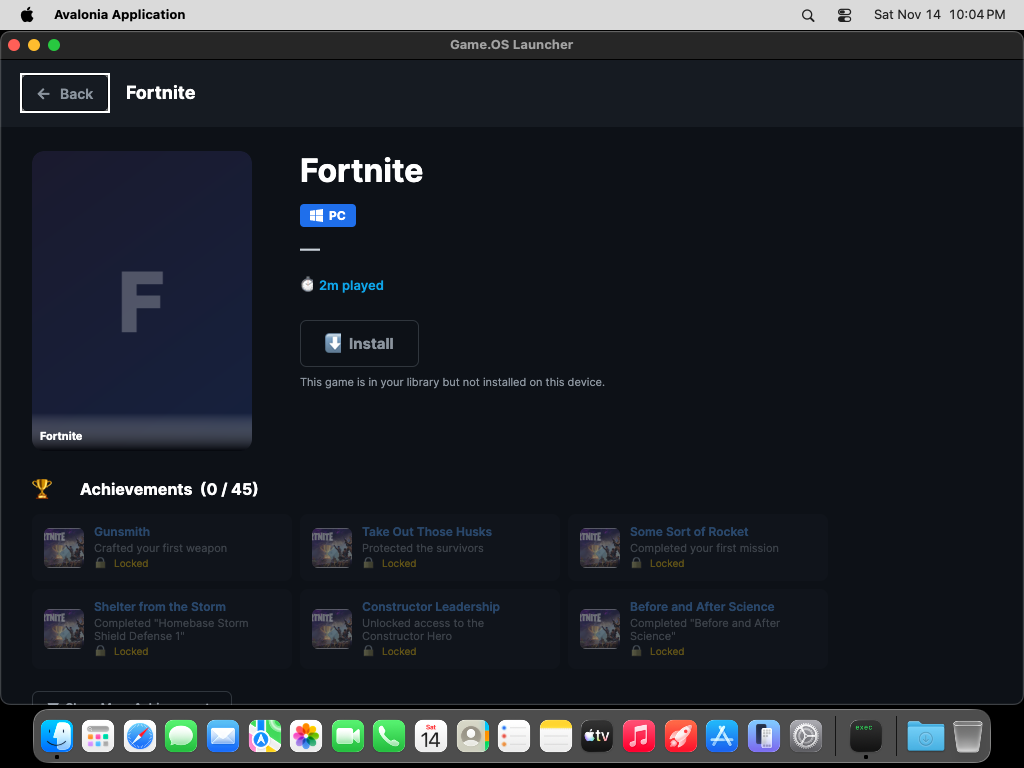 Avalonia Application
Sat Nov 14 10:04 PM
Game.OS Launcher
← Back
Fortnite
F
Fortnite
Fortnite
PC
—
2m played
Install
This game is in your library but not installed on this device.
Achievements (0 / 45)
Gunsmith
Crafted your first weapon
Locked
Take Out Those Husks
Protected the survivors
Locked
Some Sort of Rocket
Completed your first mission
Locked
Shelter from the Storm
Completed "Homebase Storm
Shield Defense 1"
Locked
Constructor Leadership
Unlocked access to the
Constructor Hero
Locked
Before and After Science
Completed "Before and After
Science"
Locked
Sat
14
tv
exec